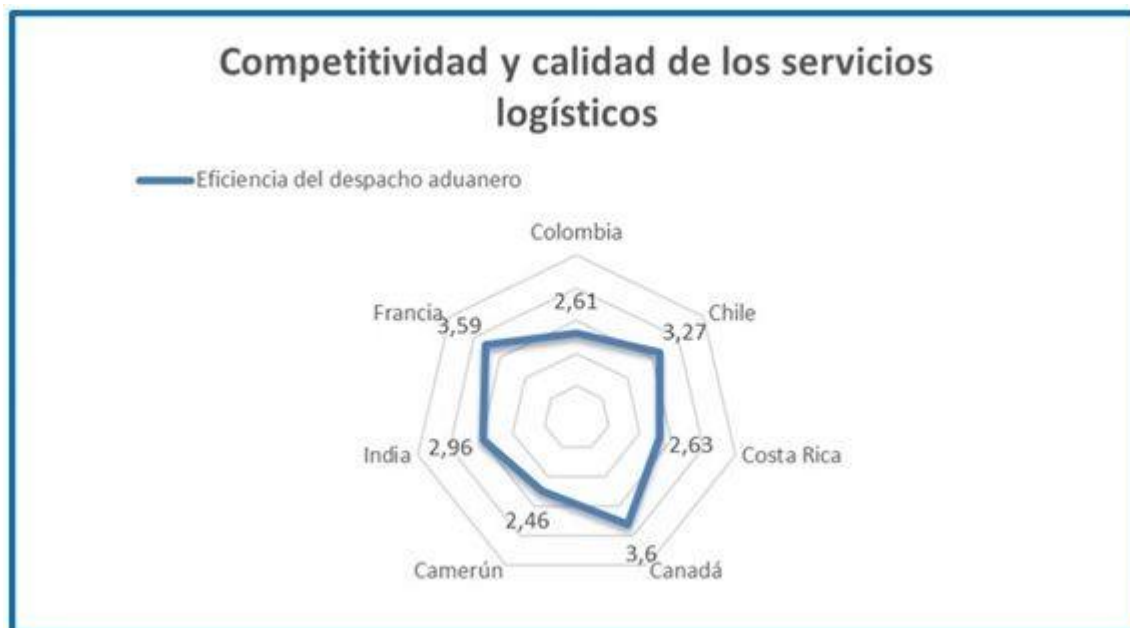 Competitividad y calidad de los servicios
logísticos
Eficiencia del despacho aduanero
Colombia
2,61
Francia
3,59
Chile
3,27
India
2,96
2,63
Costa Rica
2,46
Camerún
3,6
Canadá